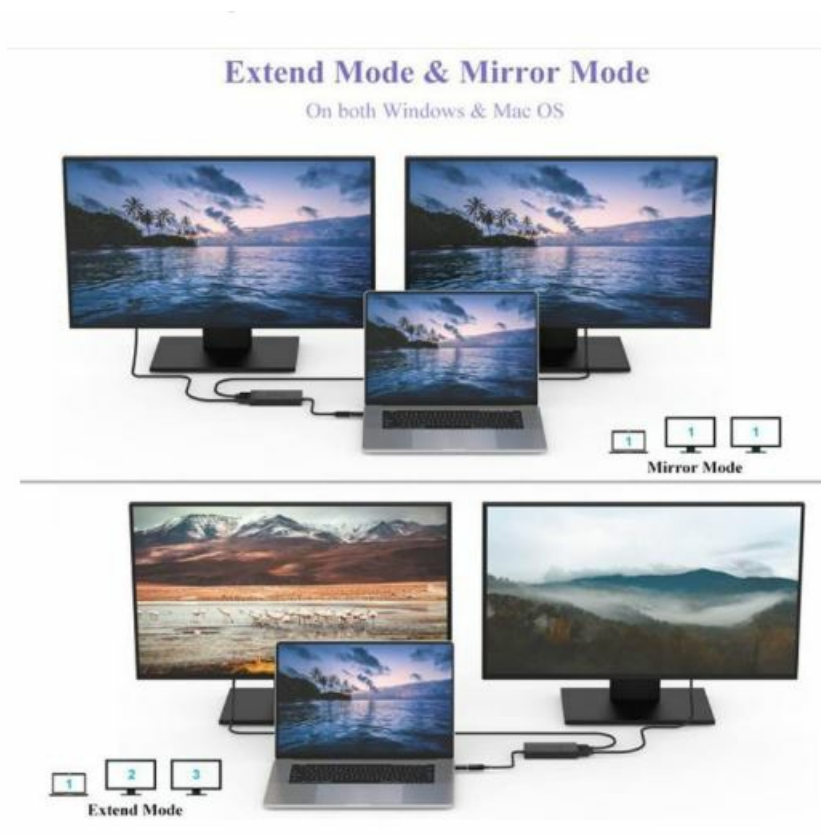 Extend Mode & Mirror Mode
On both Windows & Mac OS
1 1 1
Mirror Mode
1 2 3
Extend Mode